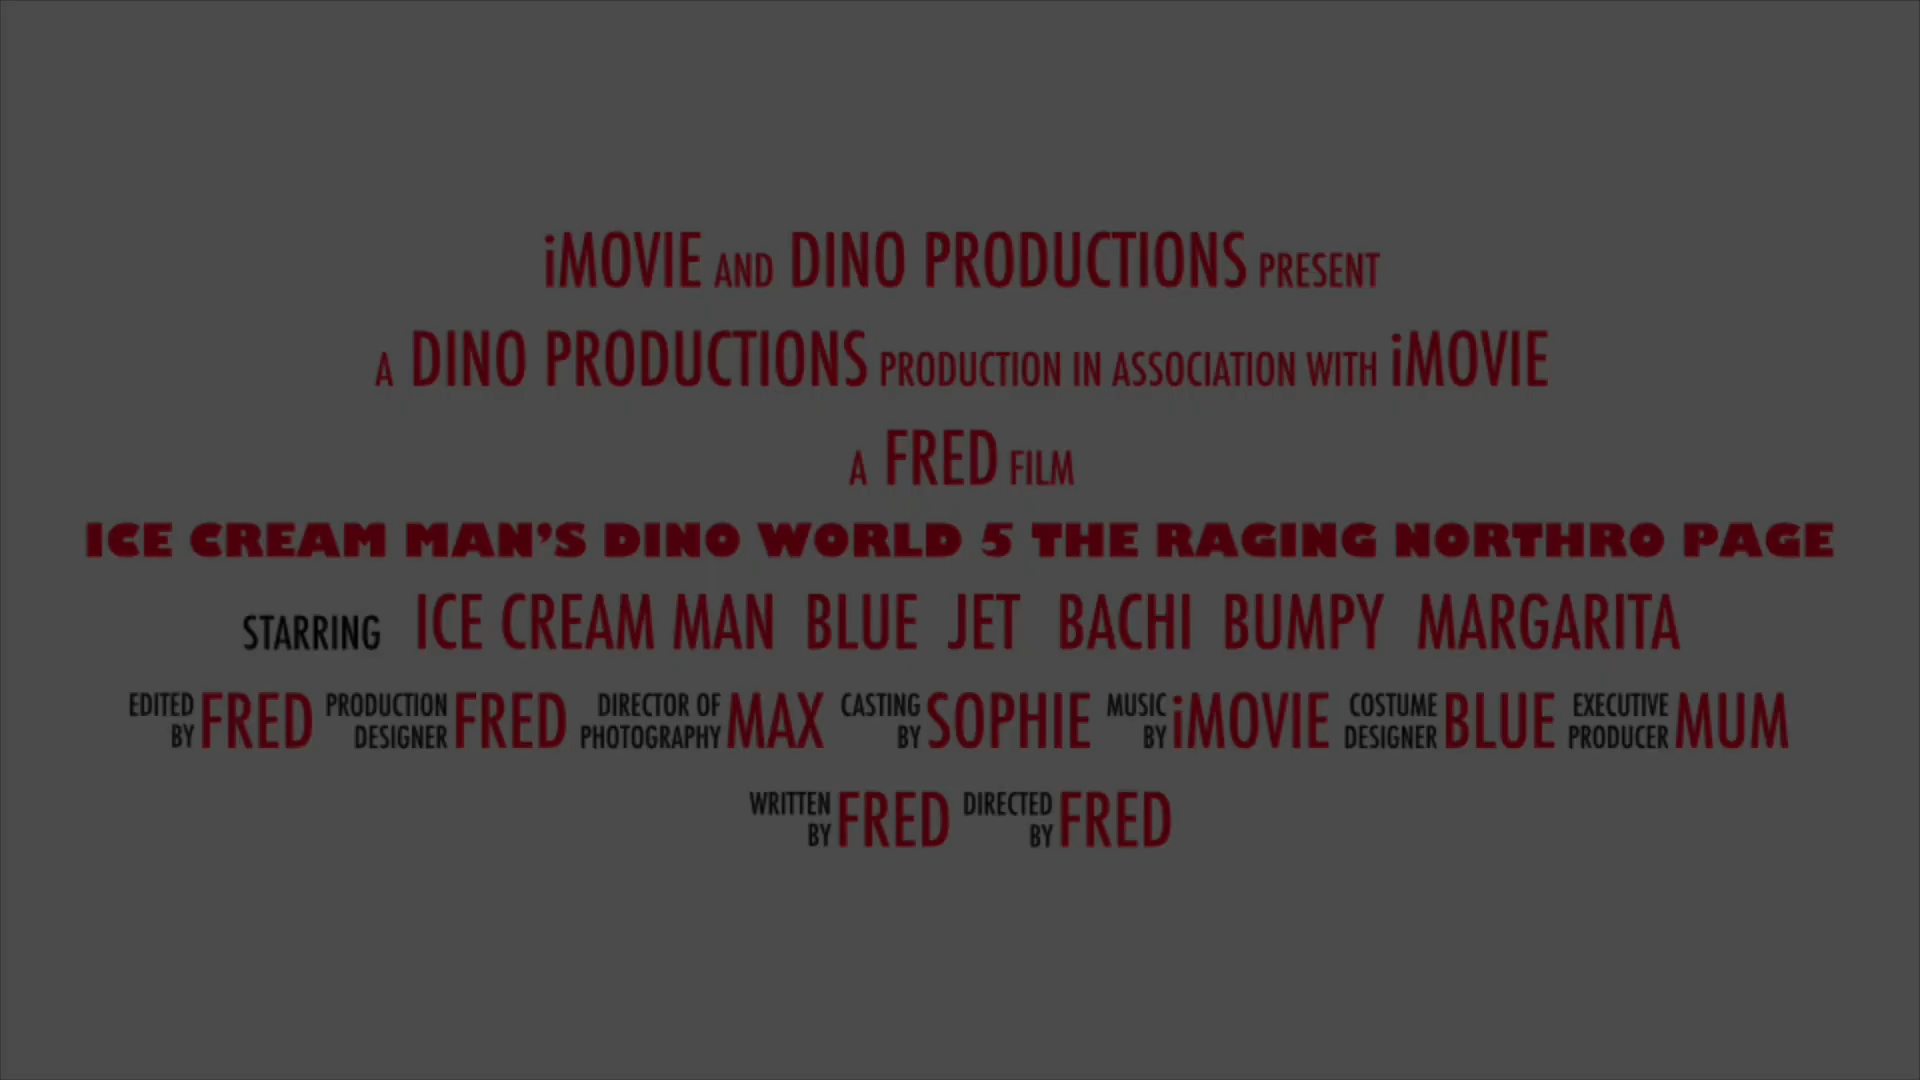 iMOVIE AND DINO PRODUCTIONS PRESENT
A DINO PRODUCTIONS PRODUCTION IN ASSOCIATION WITH iMOVIE
A FRED FILM
ICE CREAM MAN'S DINO WORLD 5 THE RAGING NORTHRO PAGE
STARRING ICE CREAM MAN BLUE JET BACHI BUMPY MARGARITA
EDITED BY FRED PRODUCTION DESIGNER FRED DIRECTOR OF PHOTOGRAPHY MAX CASTING BY SOPHIE MUSIC BY iMOVIE COSTUME DESIGNER BLUE EXECUTIVE PRODUCER MUM
WRITTEN BY FRED DIRECTED BY FRED